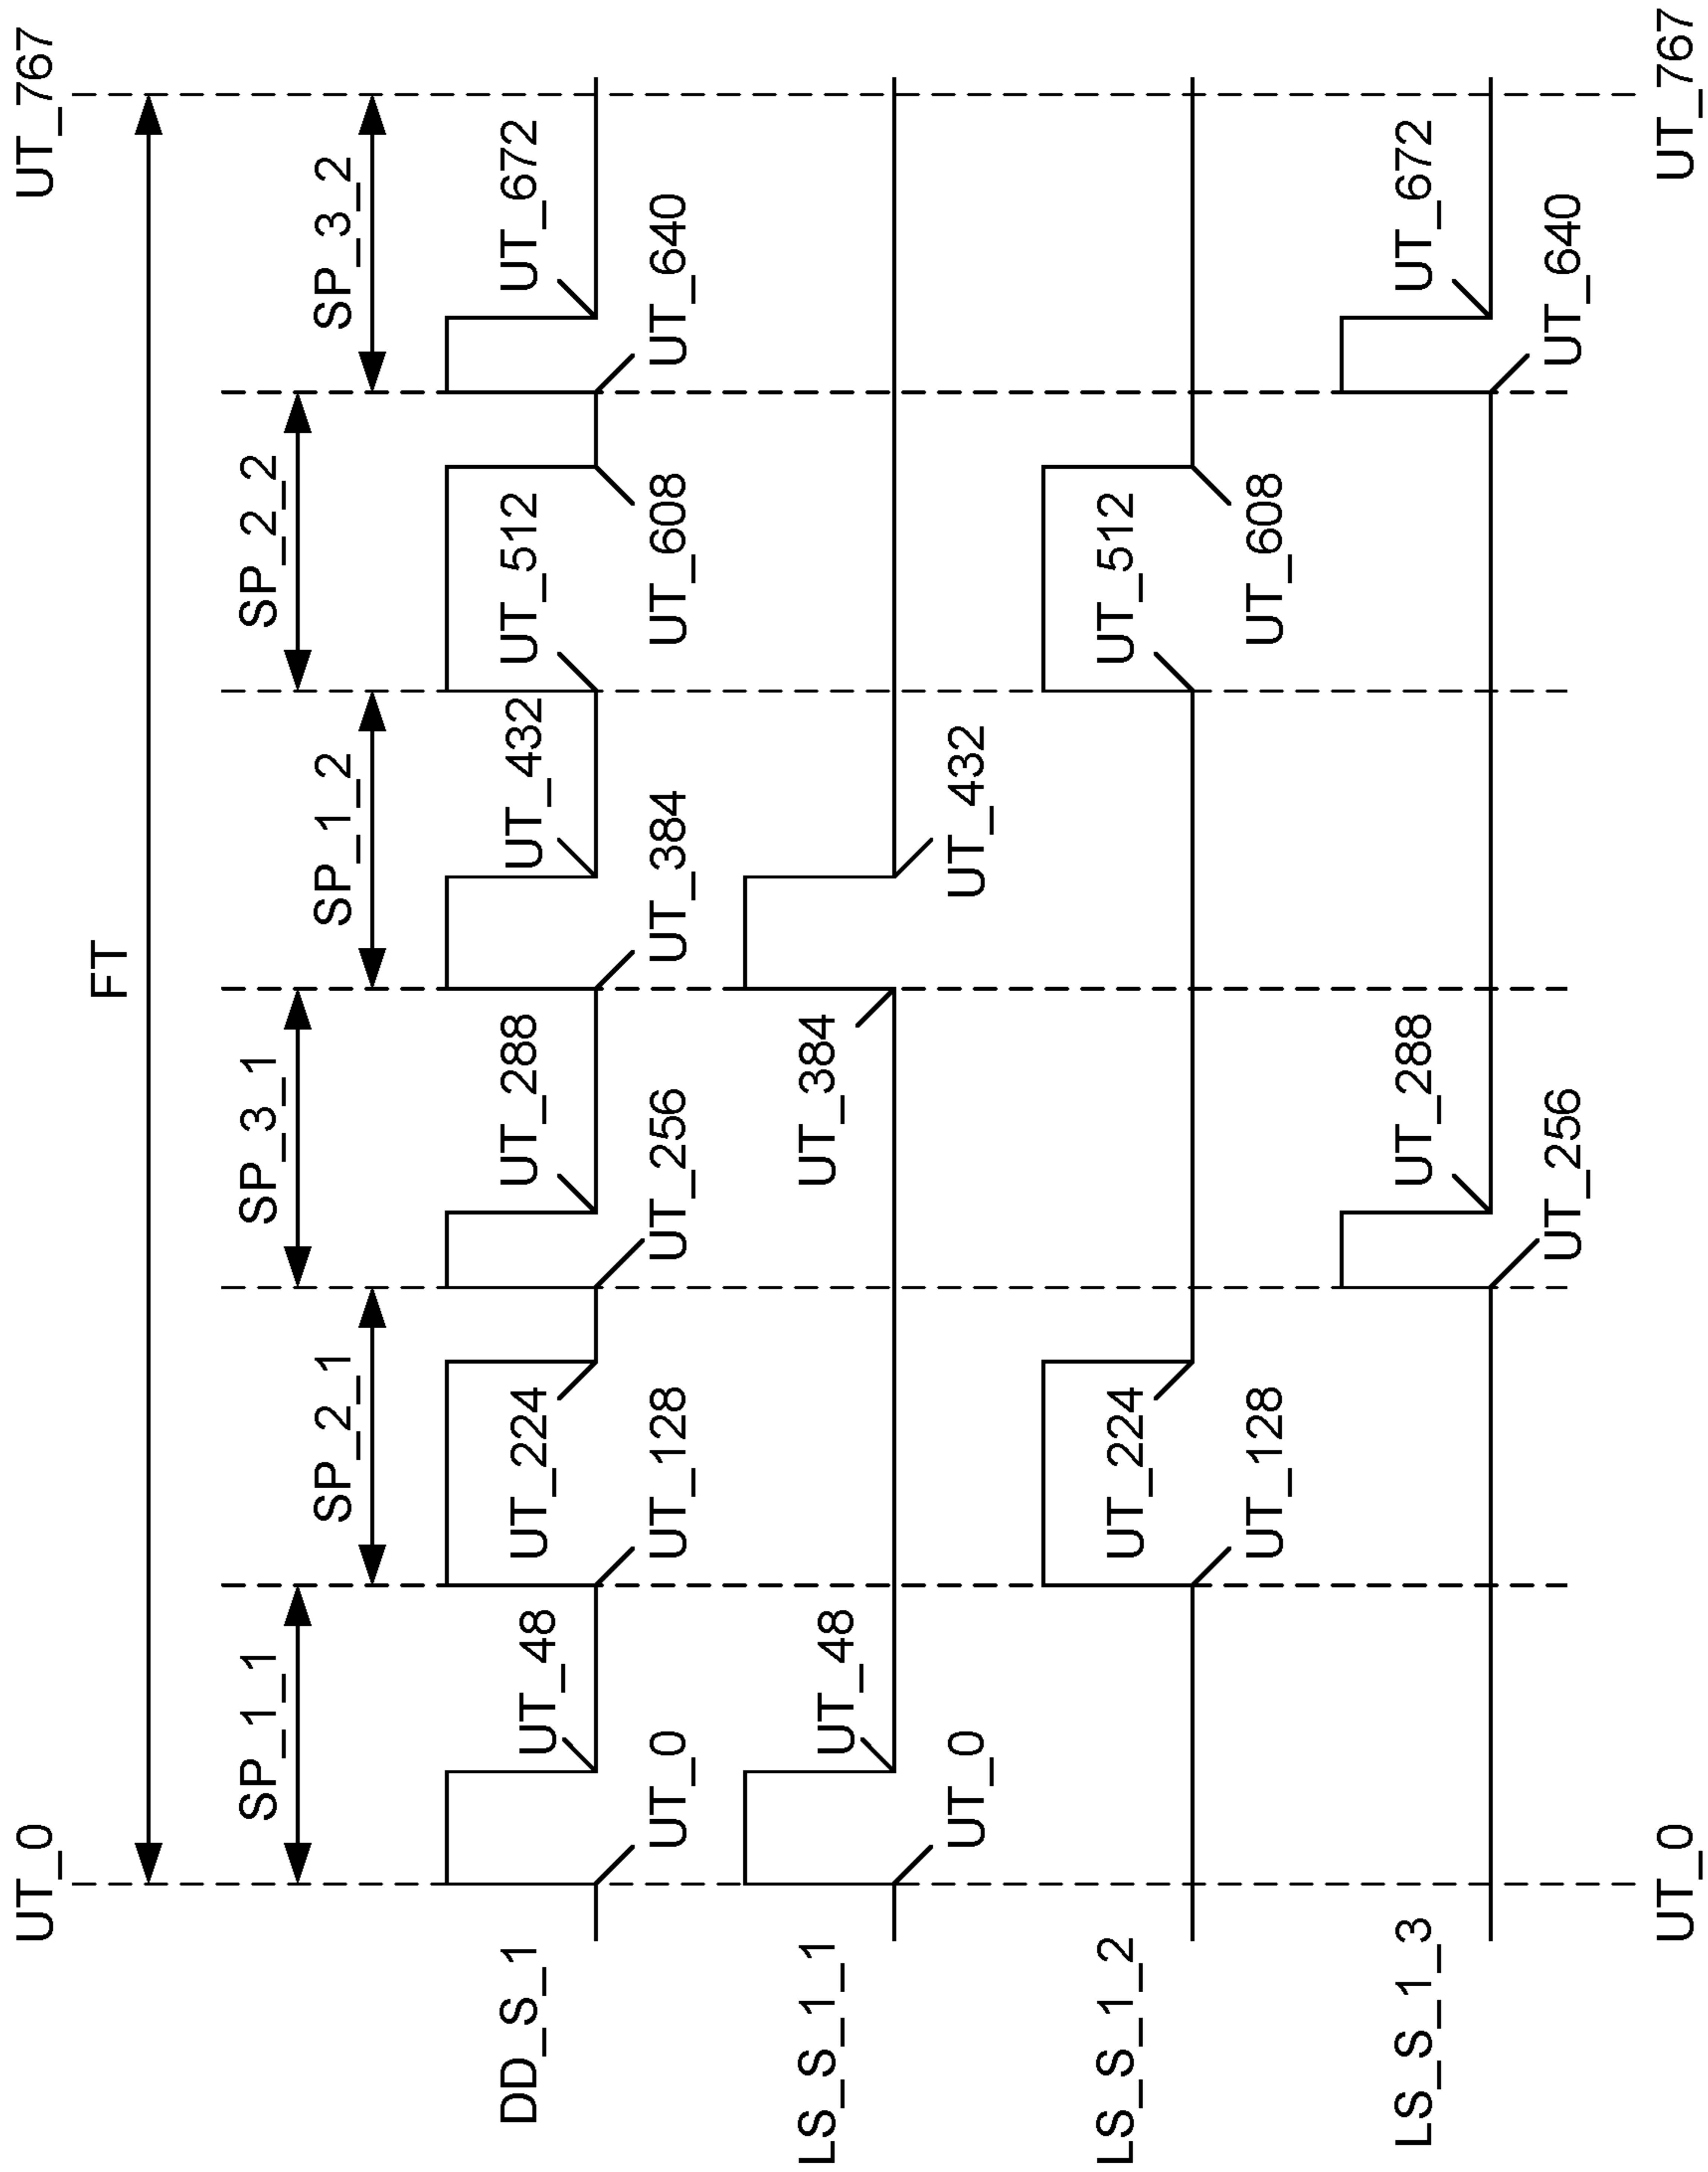 UT_0
UT_767
FT
SP_1_1
SP_2_1
SP_3_1
SP_1_2
SP_2_2
SP_3_2
DD_S_1
UT_0
UT_48
UT_128
UT_224
UT_256
UT_288
UT_384
UT_432
UT_512
UT_608
UT_640
UT_672
LS_S_1_1
UT_0
UT_48
UT_384
UT_432
LS_S_1_2
UT_128
UT_224
UT_512
UT_608
LS_S_1_3
UT_256
UT_288
UT_640
UT_672
UT_0
UT_767